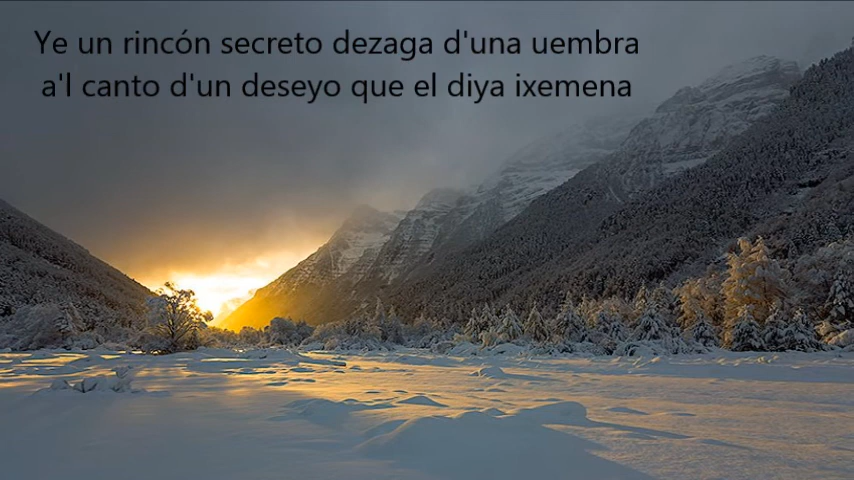 Ye un rincón secreto dezaga d'una uembra
a'l canto d'un deseyo que el diya ixemena